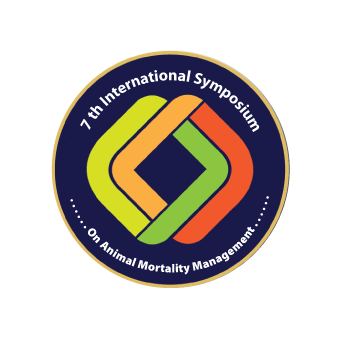 7 th International Symposium
......On Animal Mortality Management......